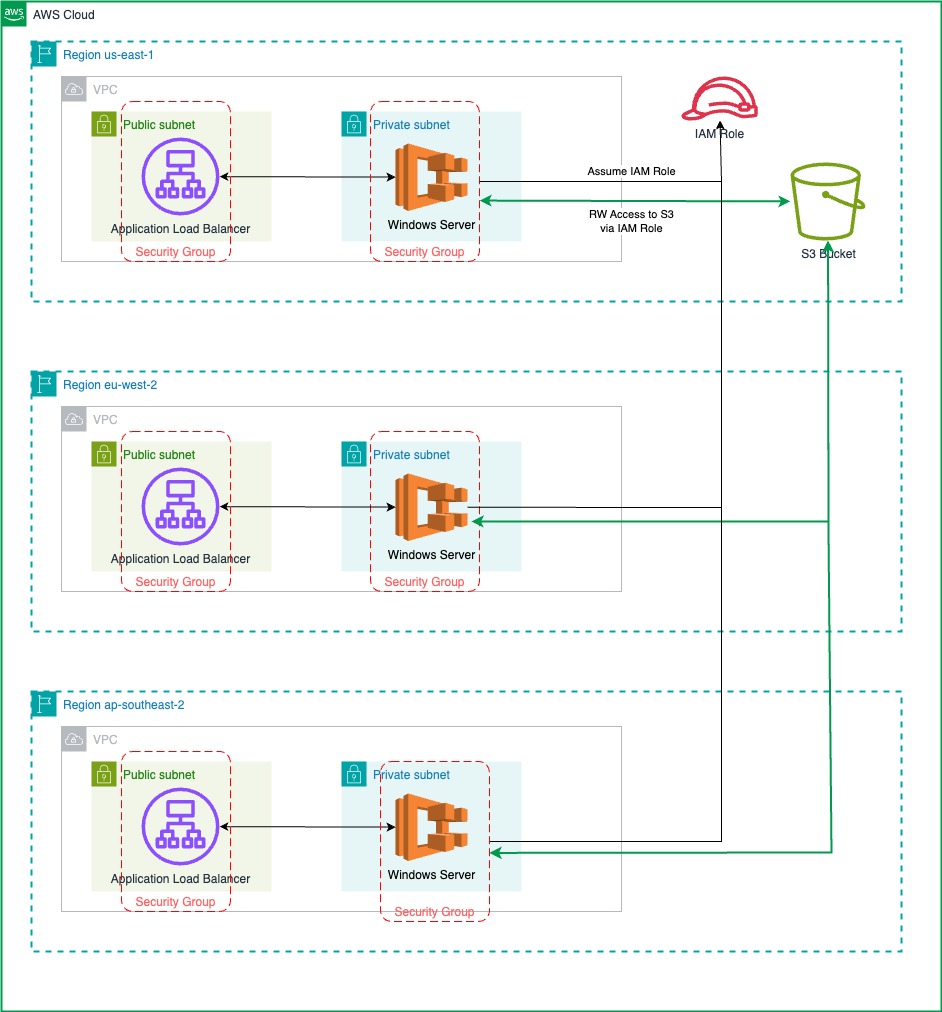 aws
AWS Cloud
Region us-east-1
VPC
Public subnet
Private subnet
IAM Role
Assume IAM Role
RW Access to S3
via IAM Role
Application Load Balancer
Windows Server
S3 Bucket
Security Group
Security Group
Region eu-west-2
VPC
Public subnet
Private subnet
Application Load Balancer
Windows Server
Security Group
Security Group
Region ap-southeast-2
VPC
Public subnet
Private subnet
Application Load Balancer
Windows Server
Security Group
Security Group